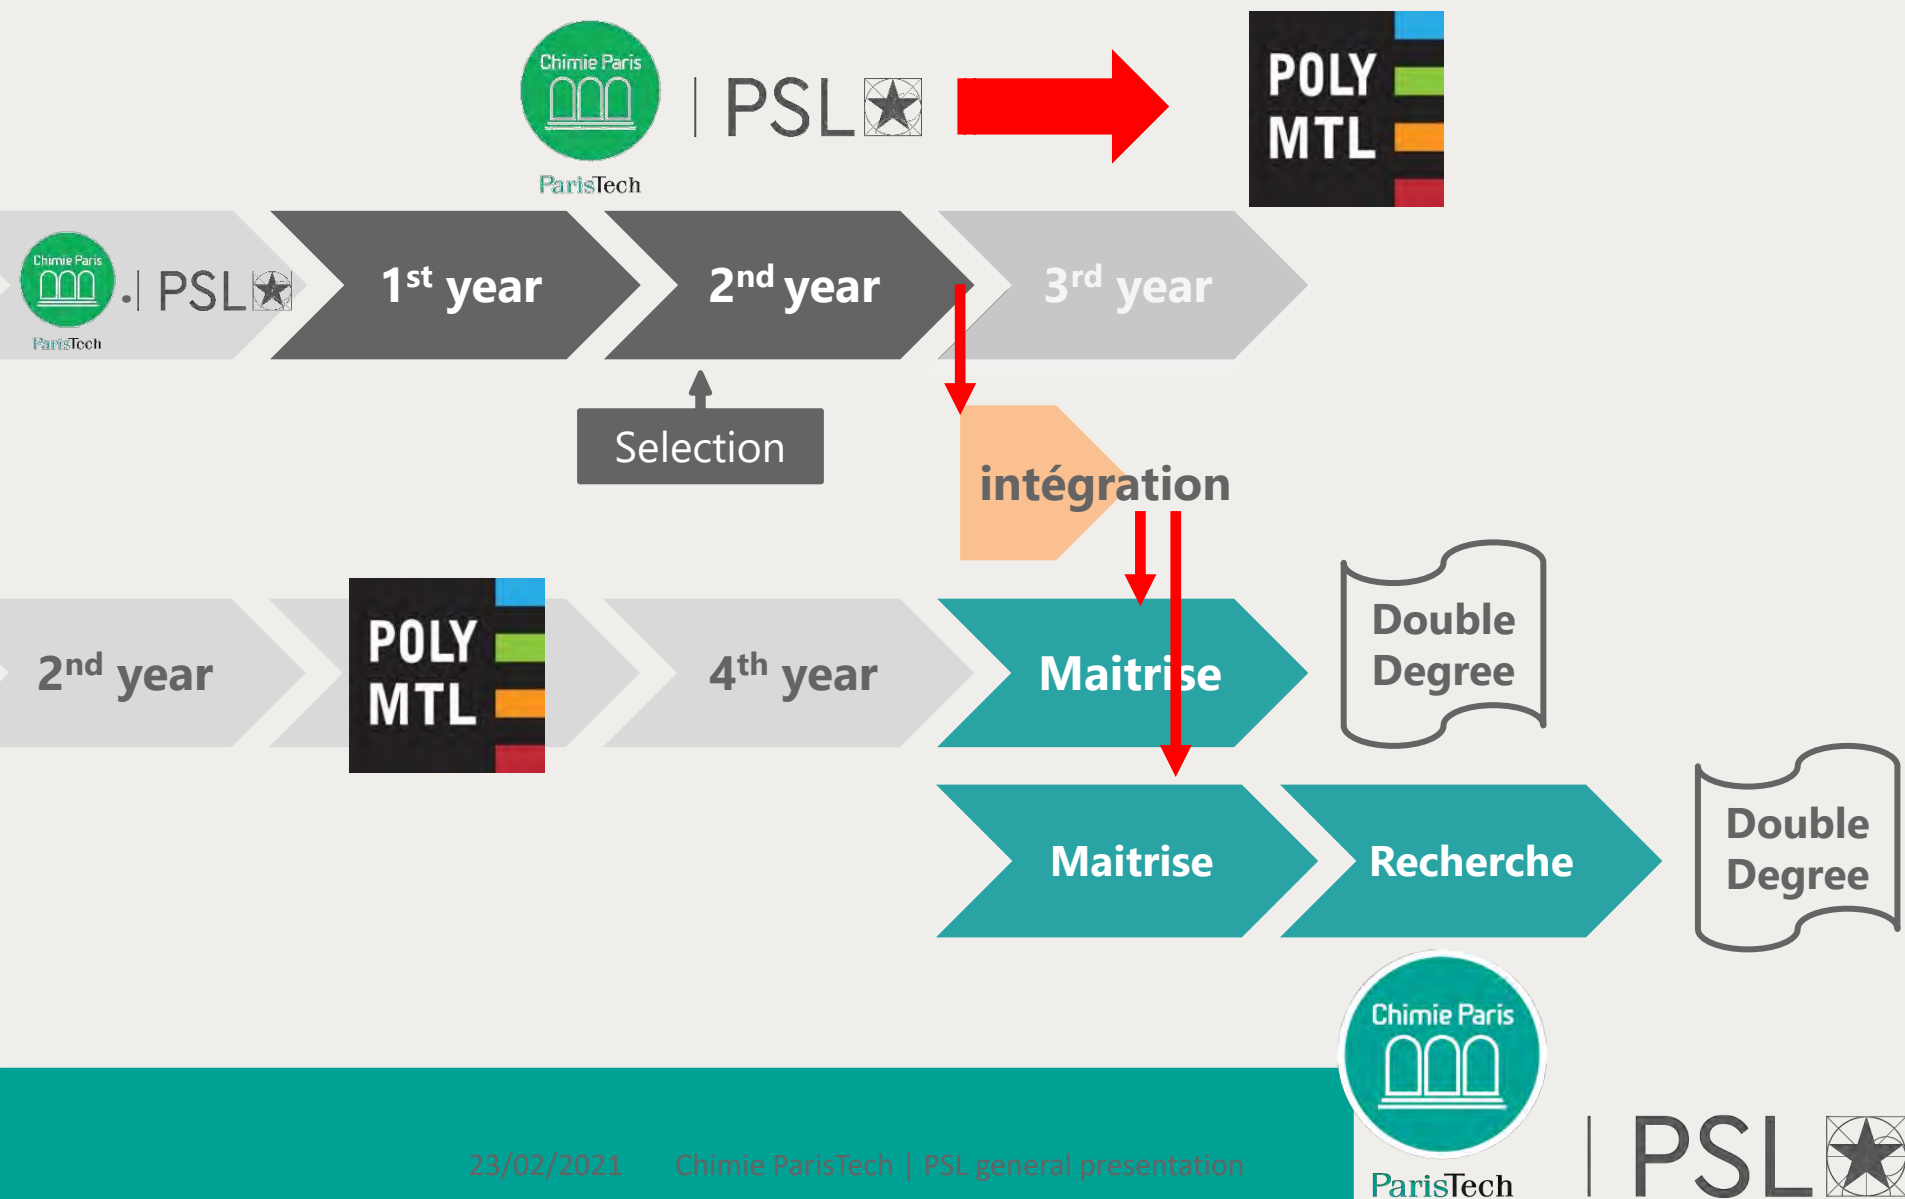 Chimie Paris
ParisTech
PSL
POLY
MTL
Chimie Paris
ParisTech
. | PSL
1st year
2nd year
3rd year
Selection
intégration
2nd year
POLY
MTL
4th year
Maitrise
Double
Degree
Maitrise
Recherche
Double
Degree
Chimie Paris
ParisTech
PSL
23/02/2021
Chimie ParisTech | PSL general presentation